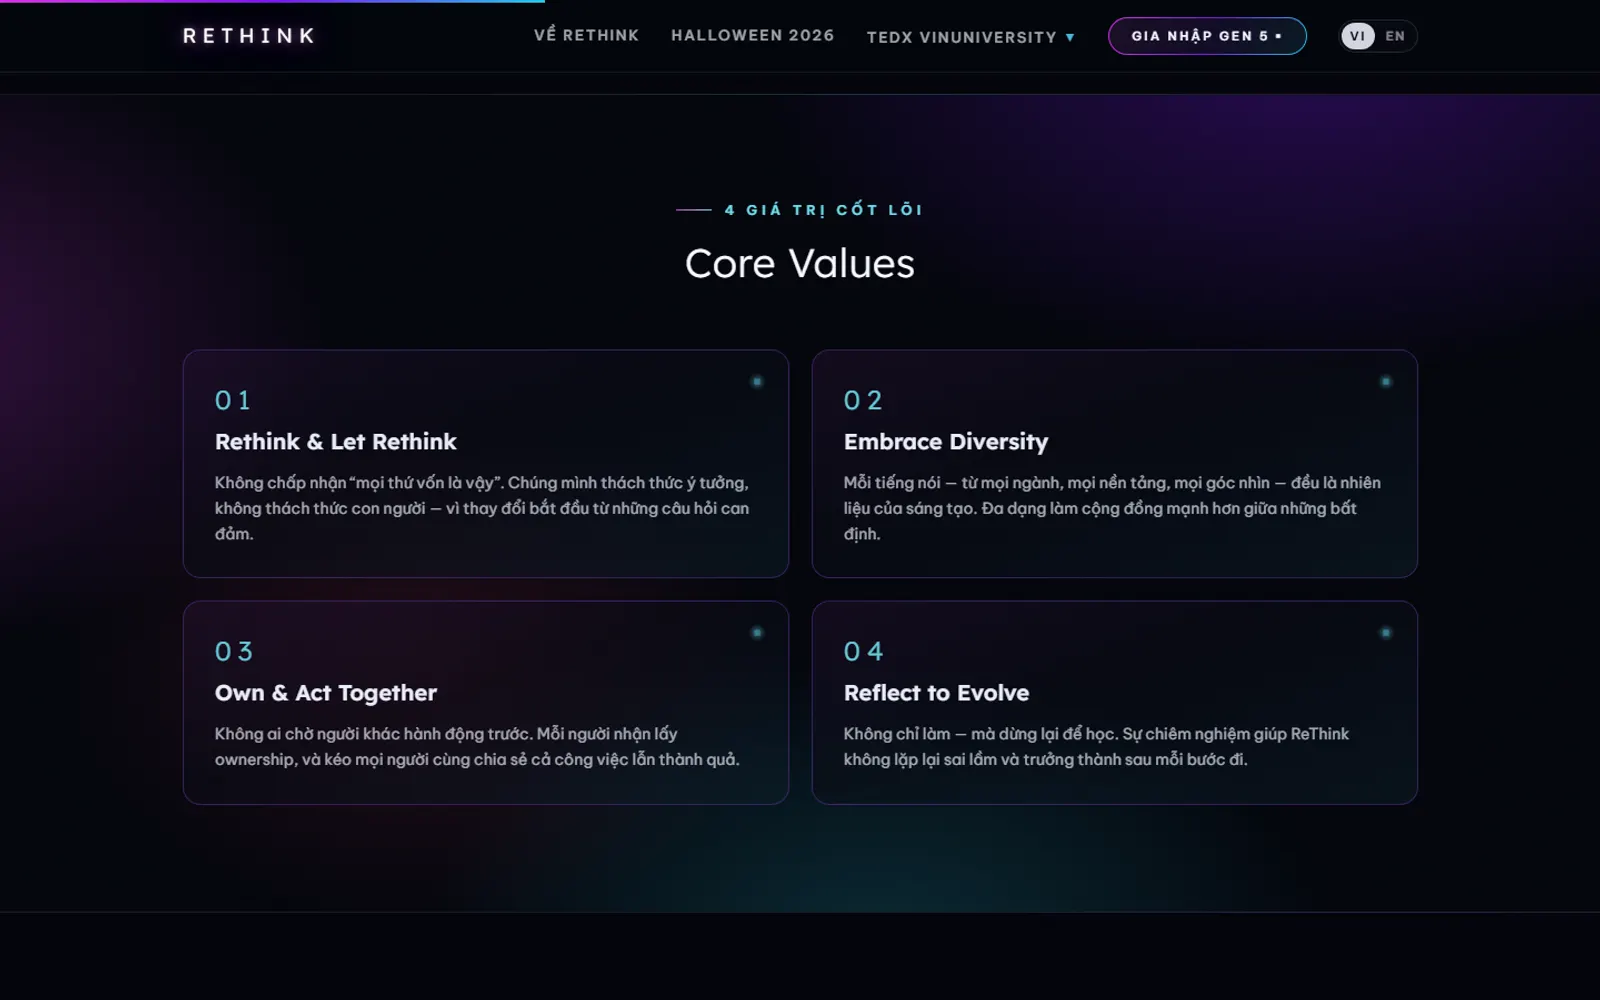 RETHINK
VỀ RETHINK
HALLOWEEN 2026
TEDX VINUNIVERSITY ▼
GIA NHẬP GEN 5 ▪
VI
EN
4 GIÁ TRỊ CỐT LÕI
Core Values
01
Rethink & Let Rethink
Không chấp nhận “mọi thứ vốn là vậy”. Chúng mình thách thức ý tưởng,
không thách thức con người — vì thay đổi bắt đầu từ những câu hỏi can
đảm.
02
Embrace Diversity
Mỗi tiếng nói — từ mọi ngành, mọi nền tảng, mọi góc nhìn — đều là nhiên
liệu của sáng tạo. Đa dạng làm cộng đồng mạnh hơn giữa những bất
định.
03
Own & Act Together
Không ai chờ người khác hành động trước. Mỗi người nhận lấy
ownership, và kéo mọi người cùng chia sẻ cả công việc lẫn thành quả.
04
Reflect to Evolve
Không chỉ làm — mà dừng lại để học. Sự chiêm nghiệm giúp ReThink
không lặp lại sai lầm và trưởng thành sau mỗi bước đi.